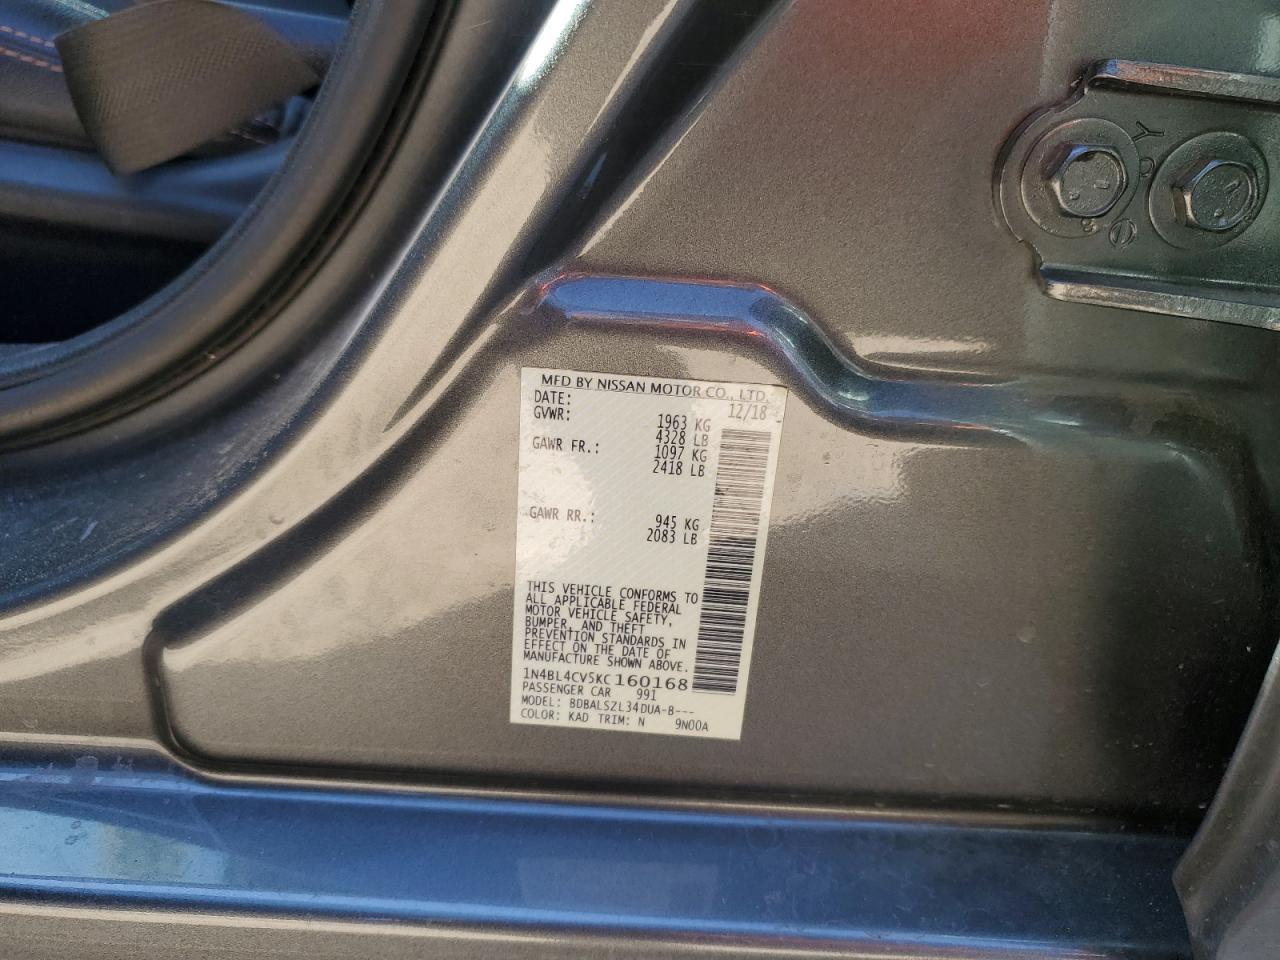 MFD BY NISSAN MOTOR CO., LTD.
DATE: 12/18
GVWR: 1963 KG
4328 LB
GAWR FR.: 1097 KG
2418 LB
GAWR RR.: 945 KG
2083 LB
THIS VEHICLE CONFORMS TO
ALL APPLICABLE FEDERAL
MOTOR VEHICLE SAFETY,
BUMPER, AND THEFT
PREVENTION STANDARDS IN
EFFECT ON THE DATE OF
MANUFACTURE SHOWN ABOVE.
1N4BL4CV5KC160168
PASSENGER CAR 991
MODEL: BDBALSZL34DUA-B---
COLOR: KAD TRIM: N 9N00A